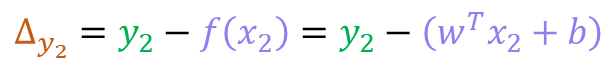 Δ_{y_2} = y_2 − f(x_2) = y_2 − (w^T x_2 + b)